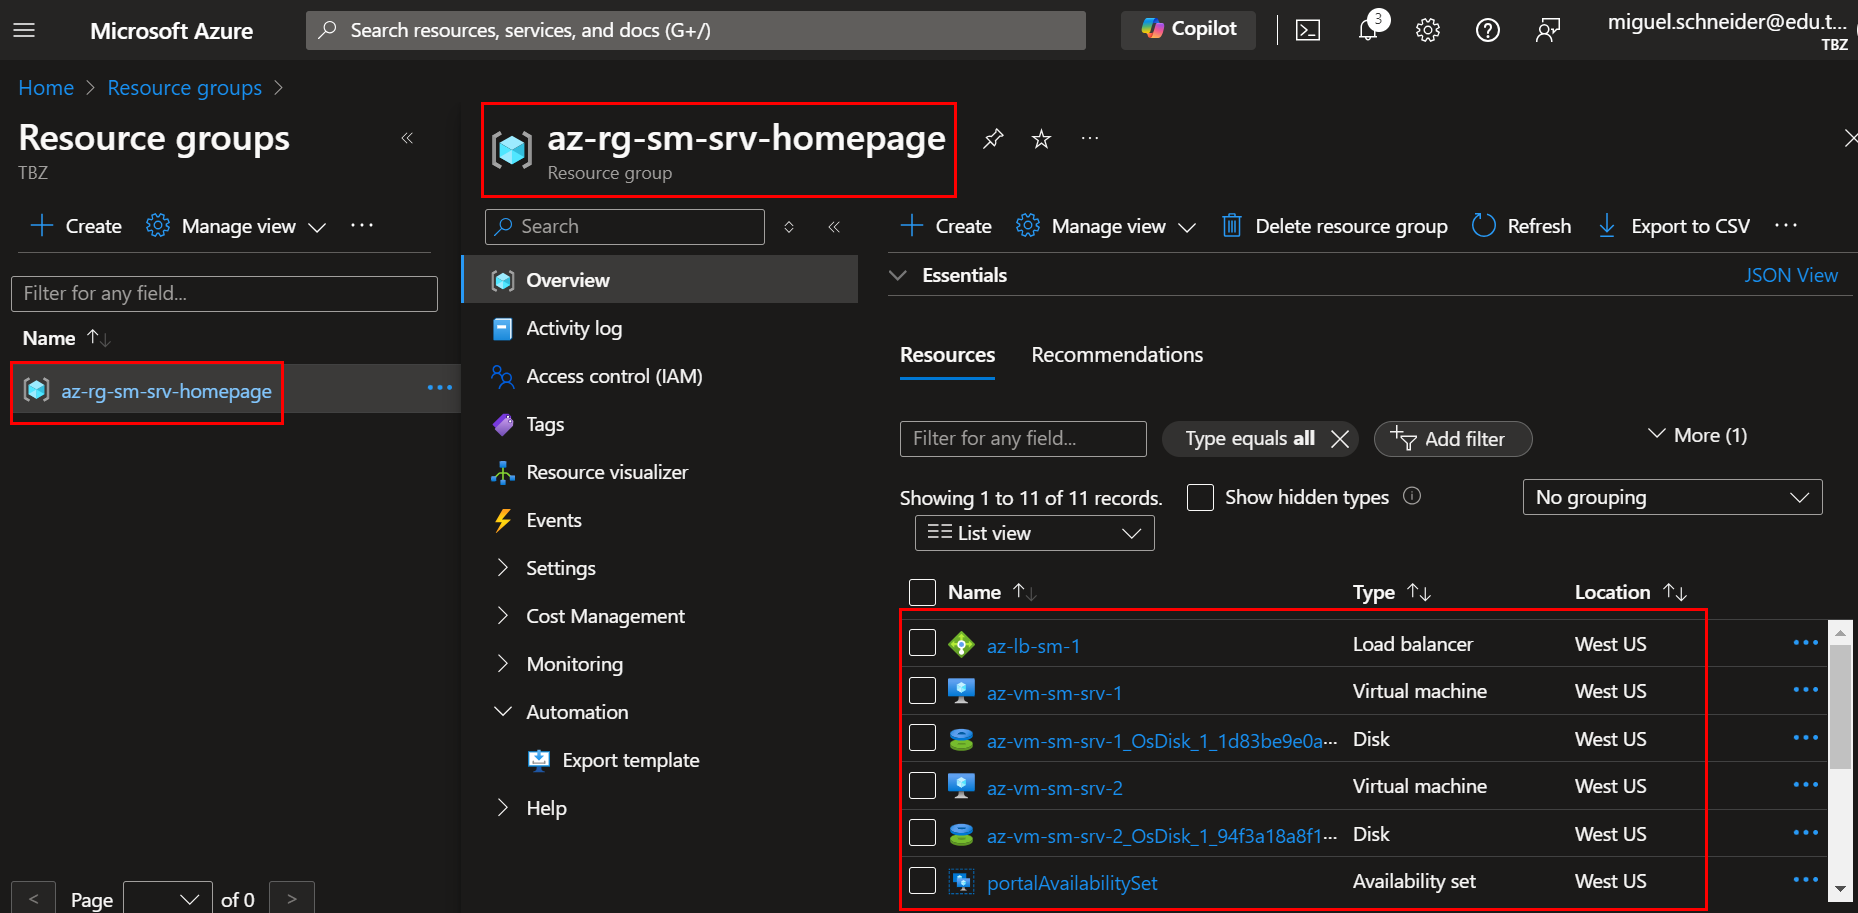 Microsoft Azure
Search resources, services, and docs (G+/)
Copilot
3
miguel.schneider@edu.t...
TBZ
Home > Resource groups >
Resource groups
TBZ
Create
Manage view
Filter for any field...
Name
az-rg-sm-srv-homepage
< Page of 0 >
az-rg-sm-srv-homepage
Resource group
Search
Overview
Activity log
Access control (IAM)
Tags
Resource visualizer
Events
Settings
Cost Management
Monitoring
Automation
Export template
Help
Create
Manage view
Delete resource group
Refresh
Export to CSV
Essentials
JSON View
Resources
Recommendations
Filter for any field...
Type equals all
Add filter
More (1)
Showing 1 to 11 of 11 records.
Show hidden types
No grouping
List view
Name Type Location
az-lb-sm-1 Load balancer West US
az-vm-sm-srv-1 Virtual machine West US
az-vm-sm-srv-1_OsDisk_1_1d83be9e0a... Disk West US
az-vm-sm-srv-2 Virtual machine West US
az-vm-sm-srv-2_OsDisk_1_94f3a18a8f1... Disk West US
portalAvailabilitySet Availability set West US